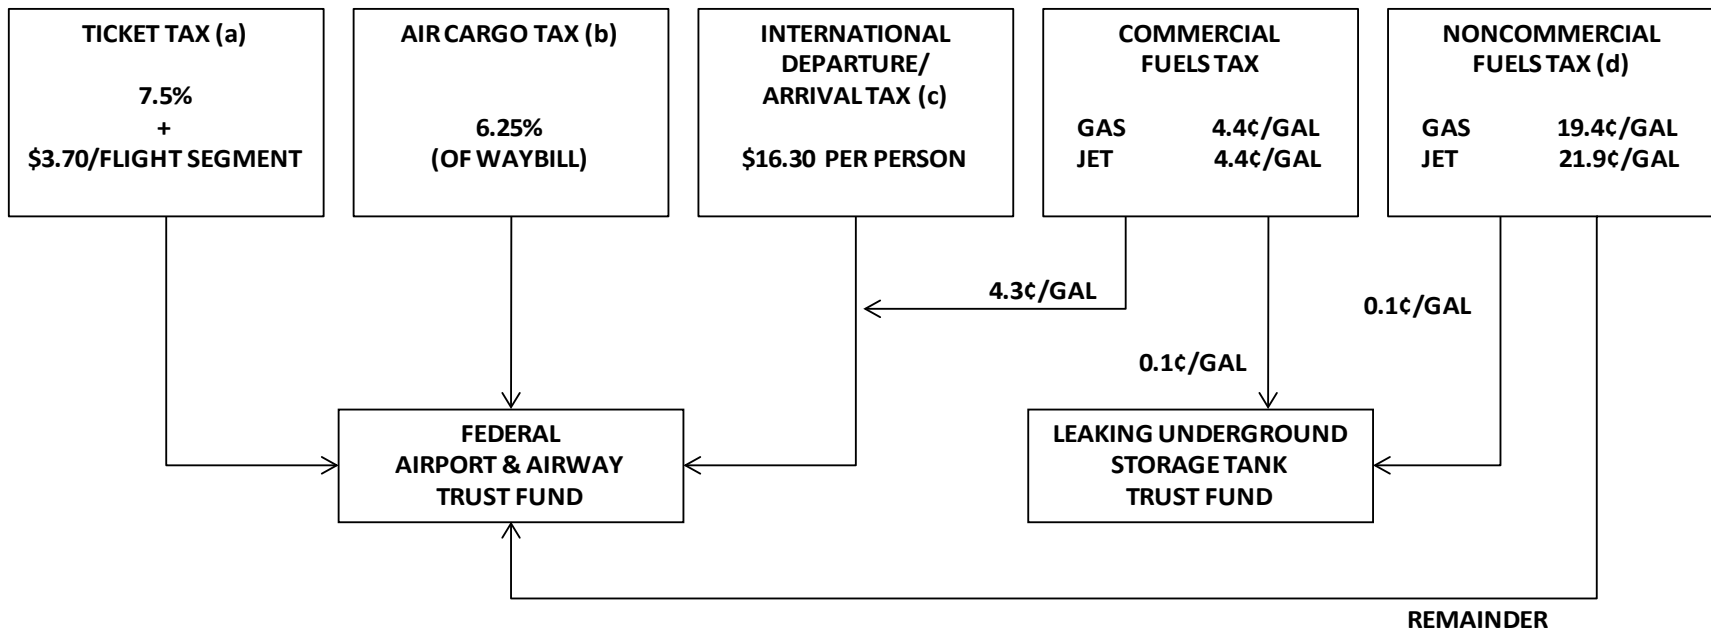 TICKET TAX (a)
7.5%
+
$3.70/FLIGHT SEGMENT
AIR CARGO TAX (b)
6.25%
(OF WAYBILL)
INTERNATIONAL
DEPARTURE/
ARRIVAL TAX (c)
$16.30 PER PERSON
COMMERCIAL
FUELS TAX
GAS 4.4¢/GAL
JET 4.4¢/GAL
NONCOMMERCIAL
FUELS TAX (d)
GAS 19.4¢/GAL
JET 21.9¢/GAL
4.3¢/GAL
0.1¢/GAL
0.1¢/GAL
FEDERAL
AIRPORT & AIRWAY
TRUST FUND
LEAKING UNDERGROUND
STORAGE TANK
TRUST FUND
REMAINDER